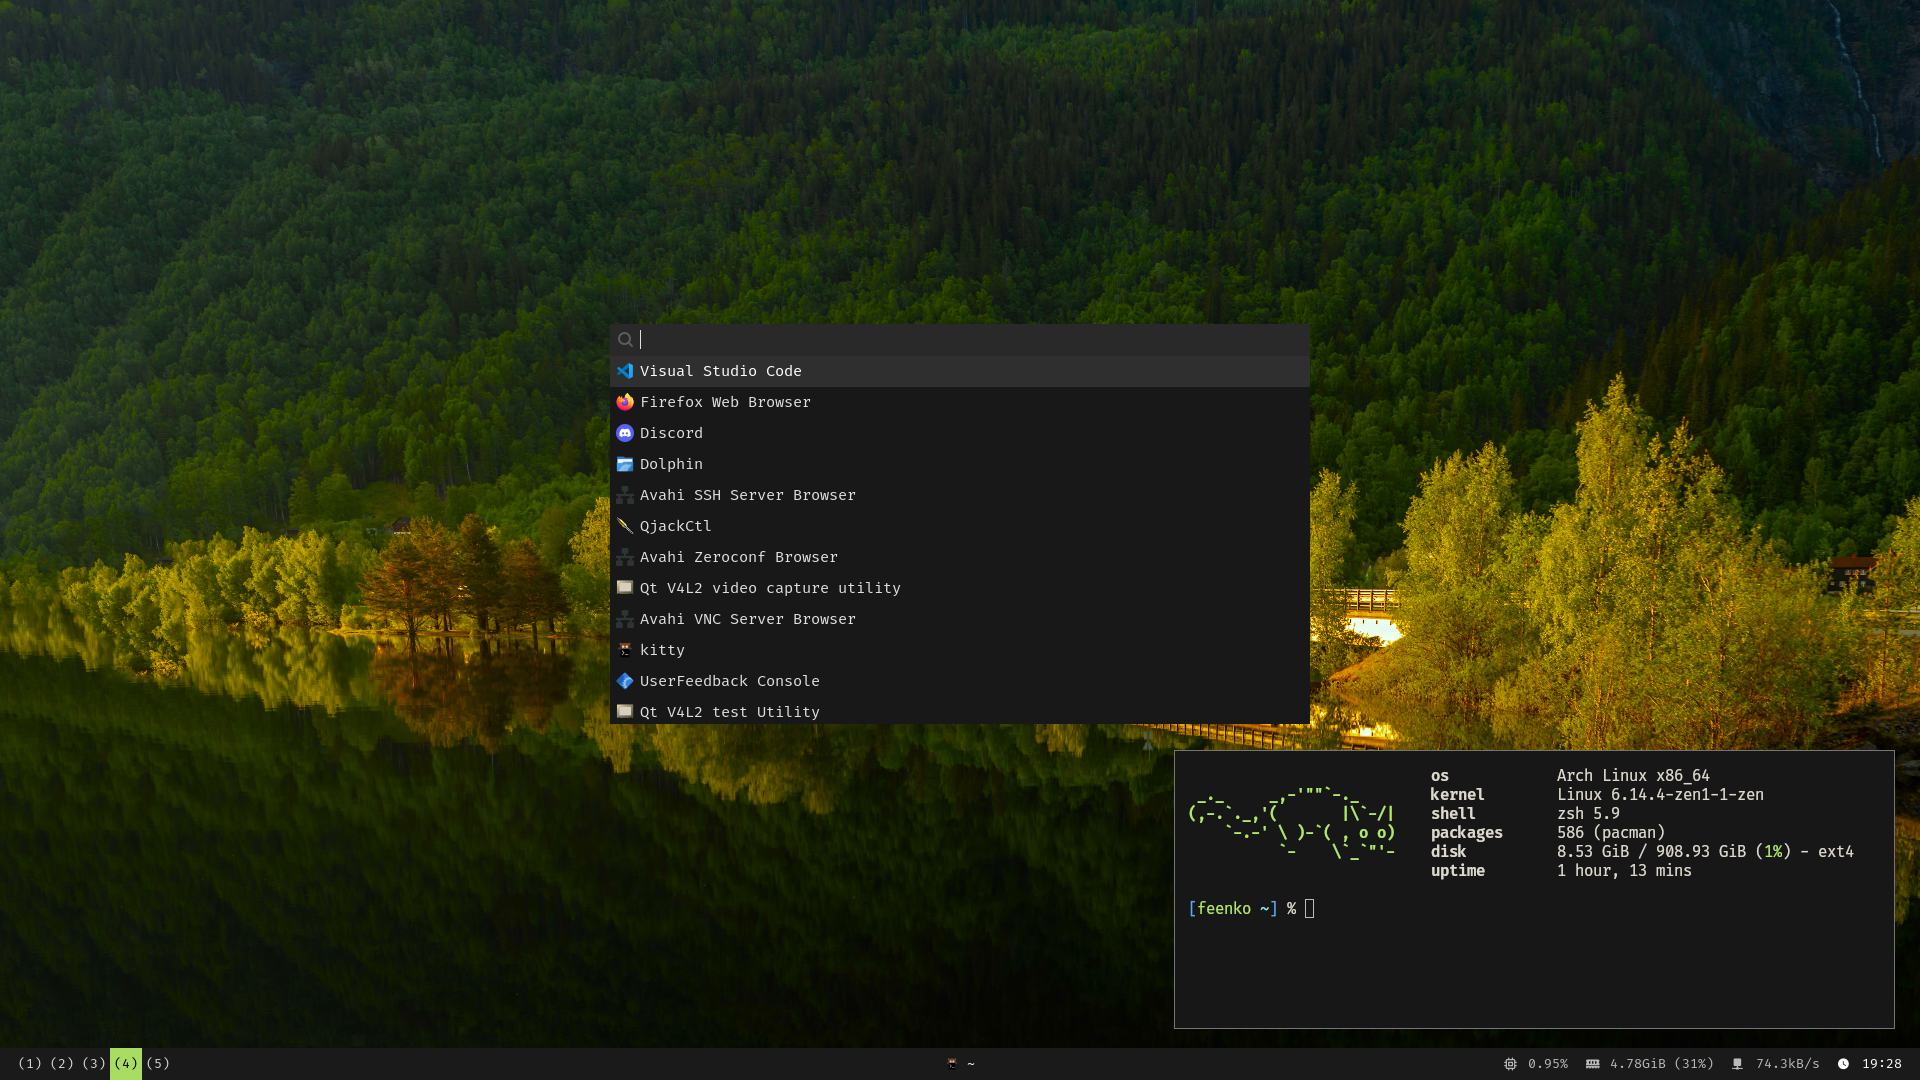 Visual Studio Code
Firefox Web Browser
Discord
Dolphin
Avahi SSH Server Browser
QjackCtl
Avahi Zeroconf Browser
Qt V4L2 video capture utility
Avahi VNC Server Browser
kitty
UserFeedback Console
Qt V4L2 test Utility
os Arch Linux x86_64
kernel Linux 6.14.4-zen1-1-zen
shell zsh 5.9
packages 586 (pacman)
disk 8.53 GiB / 908.93 GiB (1%) - ext4
uptime 1 hour, 13 mins
[feenko ~] %
(1) (2) (3) (4) (5) ~ 0.95% 4.78GiB (31%) 74.3kB/s 19:28